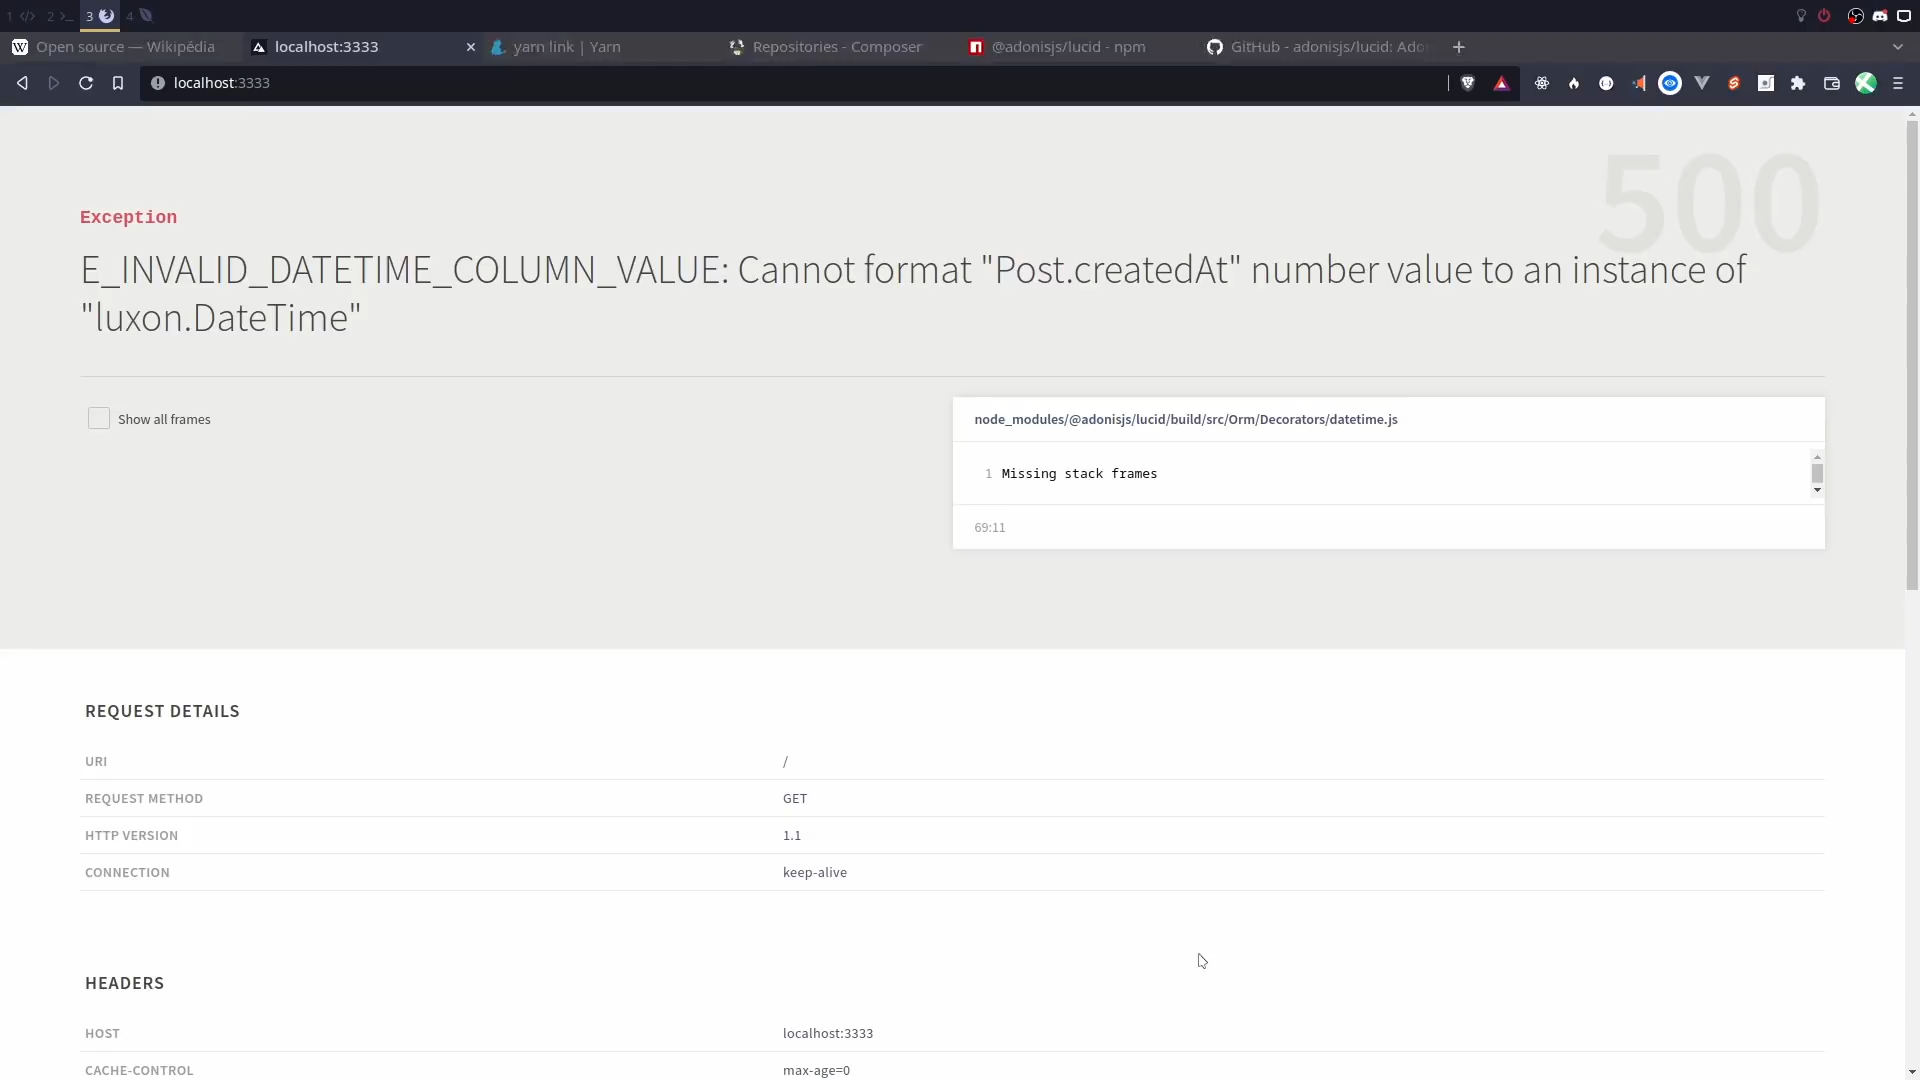 1 </> 2 >_ 3 4
Open source — Wikipédia localhost:3333 yarn link | Yarn Repositories - Composer @adonisjs/lucid - npm GitHub - adonisjs/lucid: Ado
localhost:3333
500
Exception
E_INVALID_DATETIME_COLUMN_VALUE: Cannot format "Post.createdAt" number value to an instance of
"luxon.DateTime"
Show all frames
node_modules/@adonisjs/lucid/build/src/Orm/Decorators/datetime.js
1 Missing stack frames
69:11
REQUEST DETAILS
URI /
REQUEST METHOD GET
HTTP VERSION 1.1
CONNECTION keep-alive
HEADERS
HOST localhost:3333
CACHE-CONTROL max-age=0